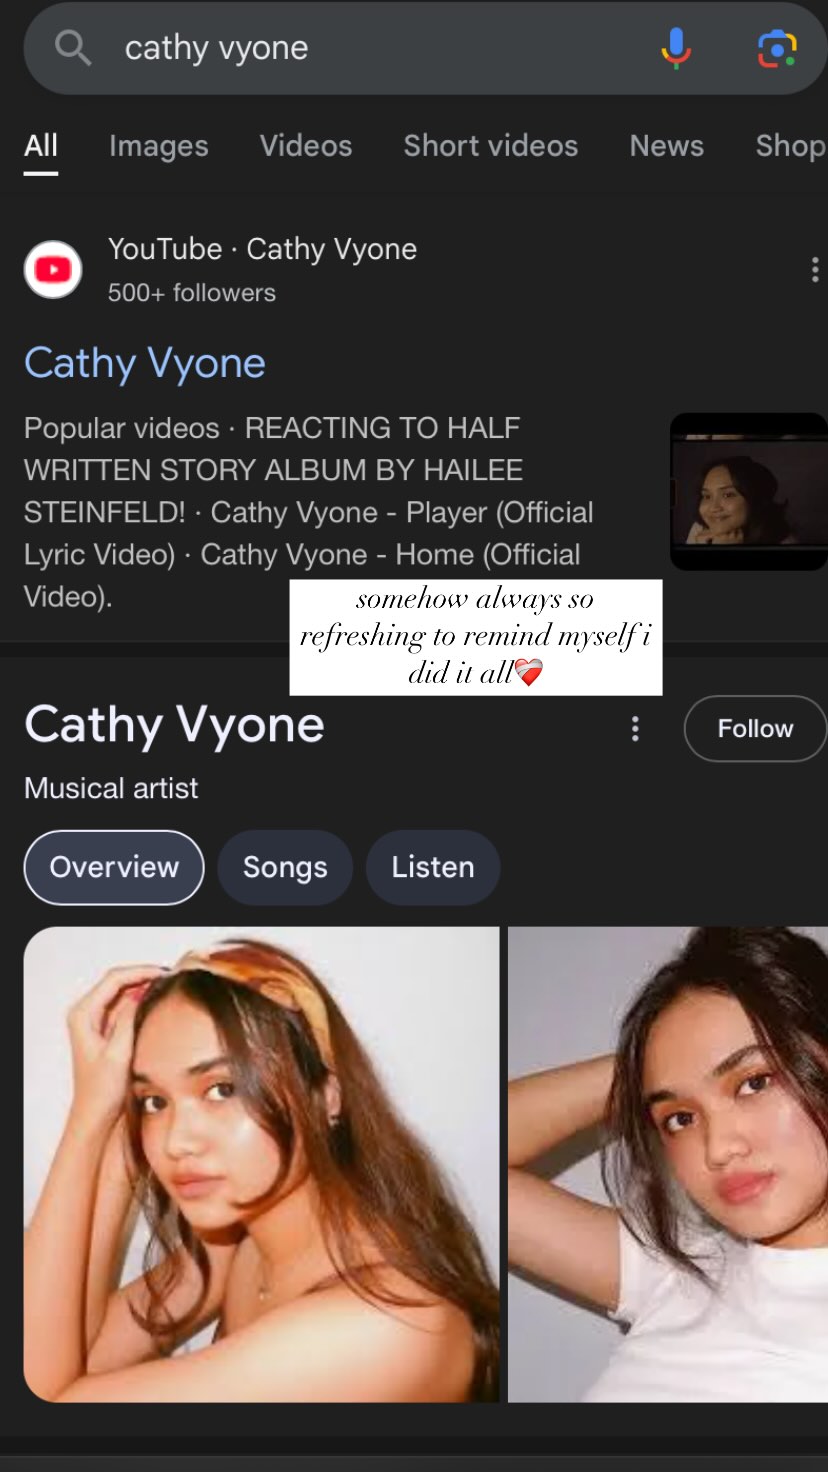 cathy vyone
All Images Videos Short videos News Shop
YouTube · Cathy Vyone
500+ followers
Cathy Vyone
Popular videos · REACTING TO HALF
WRITTEN STORY ALBUM BY HAILEE
STEINFELD! · Cathy Vyone - Player (Official
Lyric Video) · Cathy Vyone - Home (Official
Video).
somehow always so
refreshing to remind myself i
did it all❤️‍🩹
Cathy Vyone
Follow
Musical artist
Overview Songs Listen